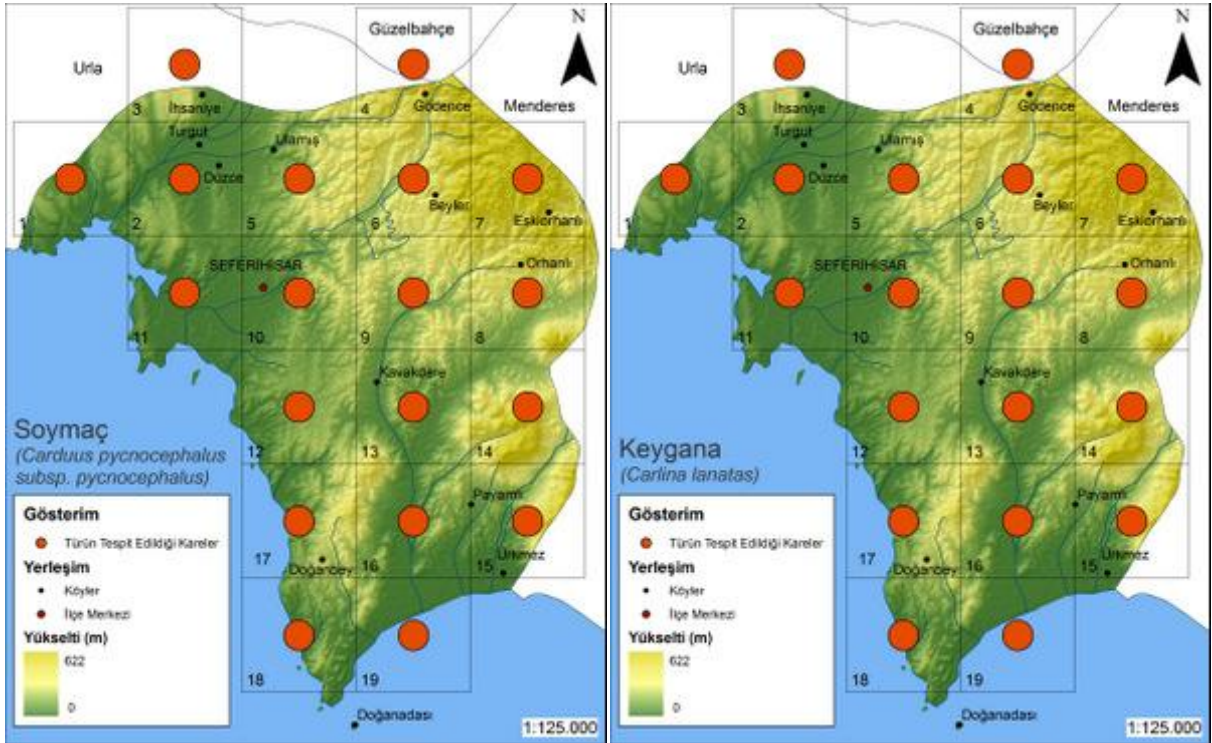 N
Güzelbahçe
Urla
3
İhsaniye
4
Gödence
Menderes
Turgut
Ulamış
Düzce
Beyler
1
2
5
6
7
Eskiorhanlı
SEFERİHİSAR
Orhanlı
11
10
9
8
Kavakdere
Soymaç
(Carduus pycnocephalus
subsp. pycnocephalus)
12
13
14
Payamlı
Gösterim
Türün Tespit Edildiği Kareler
Yerleşim
Köyler
İlçe Merkezi
Yükselti (m)
622
0
17
Doğanbey
16
15
Ürkmez
18
19
Doğanadası
1:125.000
N
Güzelbahçe
Urla
3
İhsaniye
4
Gödence
Menderes
Turgut
Ulamış
Düzce
Beyler
1
2
5
6
7
Eskiorhanlı
SEFERİHİSAR
Orhanlı
11
10
9
8
Kavakdere
Keygana
(Carlina lanatas)
12
13
14
Payamlı
Gösterim
Türün Tespit Edildiği Kareler
Yerleşim
Köyler
İlçe Merkezi
Yükselti (m)
622
0
17
Doğanbey
16
15
Ürkmez
18
19
Doğanadası
1:125.000